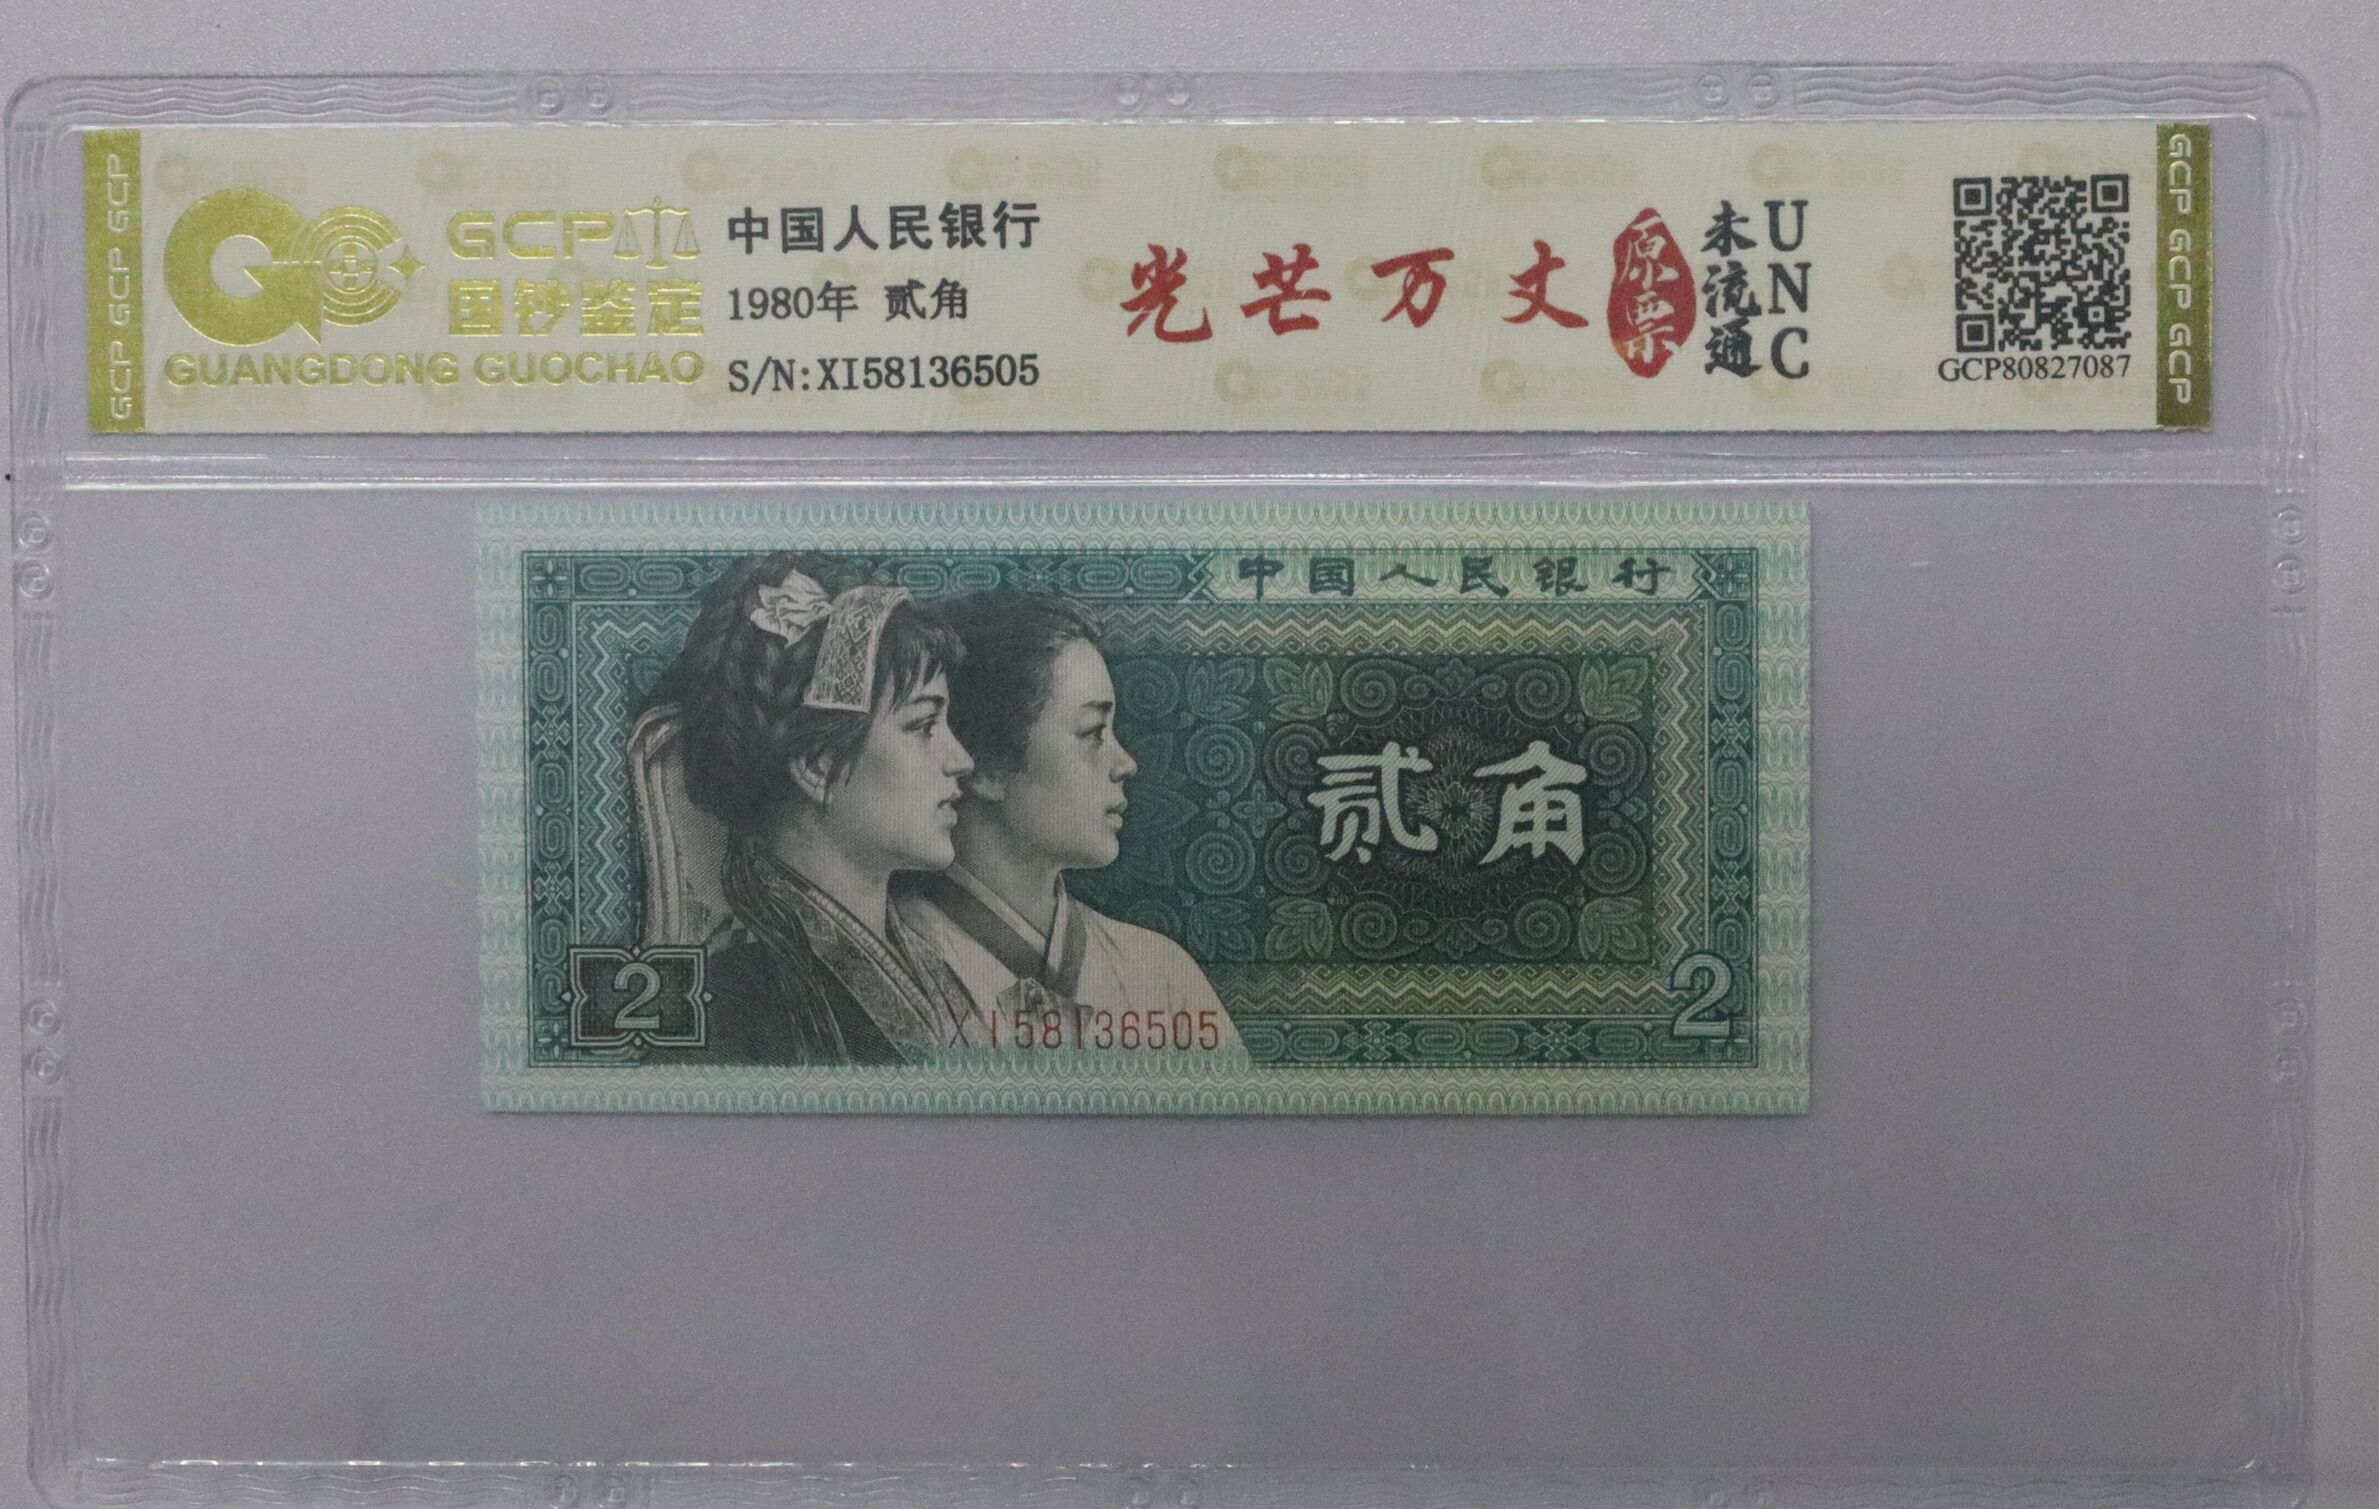 GCP GCP GCP
GCP
国钞鉴定
GUANGDONG GUOCHAO
中国人民银行
1980年 贰角
S/N:XI58136505
光芒万丈
原票
未流通
UNC
GCP80827087
GCP GCP GCP
中国人民银行
贰角
2
XI58136505
2